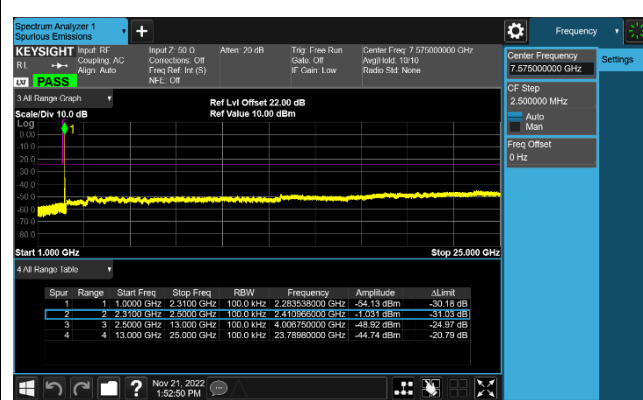 Spectrum Analyzer 1
Spurious Emissions
+
Frequency
KEYSIGHT Input: RF Input Z: 50 Ω Atten: 20 dB Trig: Free Run Center Freq: 7.575000000 GHz
RL Coupling: AC Corrections: Off Gate: Off Avg|Hold: 10/10
Align: Auto Freq Ref: Int (S) IF Gain: Low Radio Std: None
LXI PASS NFE: Off
Center Frequency
7.575000000 GHz
Settings
CF Step
2.500000 MHz
Auto
Man
Freq Offset
0 Hz
3 All Range Graph
Ref Lvl Offset 22.00 dB
Scale/Div 10.0 dB Ref Value 10.00 dBm
Log
1
0.00
-10.0
-20.0
-30.0
-40.0
-50.0
-60.0
-70.0
-80.0
Start 1.000 GHz Stop 25.000 GHz
4 All Range Table
Spur Range Start Freq Stop Freq RBW Frequency Amplitude ΔLimit
1 1 1.0000 GHz 2.3100 GHz 100.0 kHz 2.283538000 GHz -54.13 dBm -30.18 dB
2 2 2.3100 GHz 2.5000 GHz 100.0 kHz 2.410966000 GHz -1.031 dBm -31.03 dB
3 3 2.5000 GHz 13.000 GHz 100.0 kHz 4.006750000 GHz -48.92 dBm -24.97 dB
4 4 13.000 GHz 25.000 GHz 100.0 kHz 23.78980000 GHz -44.74 dBm -20.79 dB
? Nov 21, 2022
1:52:50 PM